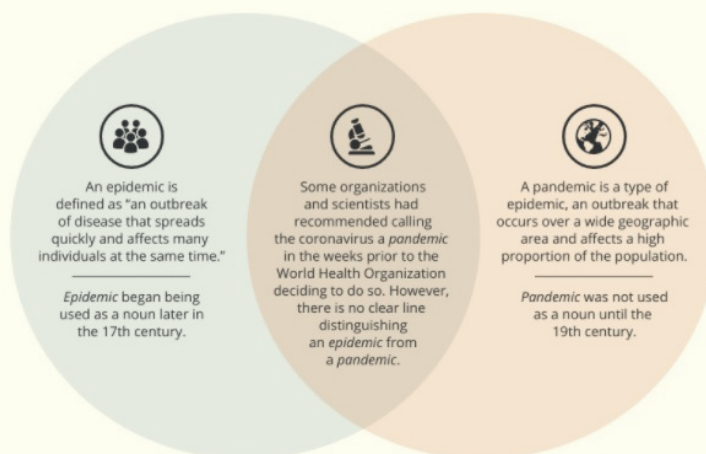 An epidemic is
defined as “an outbreak
of disease that spreads
quickly and affects many
individuals at the same time.”
Epidemic began being
used as a noun later in
the 17th century.
Some organizations
and scientists had
recommended calling
the coronavirus a pandemic
in the weeks prior to the
World Health Organization
deciding to do so. However,
there is no clear line
distinguishing
an epidemic from
a pandemic.
A pandemic is a type of
epidemic, an outbreak that
occurs over a wide geographic
area and affects a high
proportion of the population.
Pandemic was not used
as a noun until the
19th century.